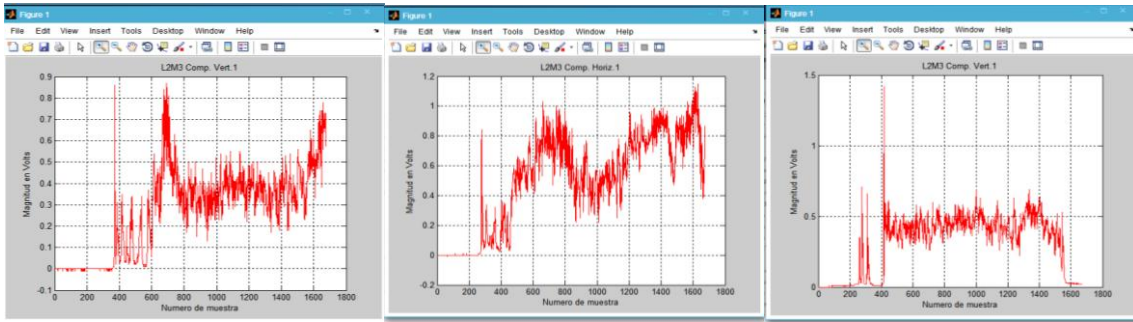 Figure 1
File Edit View Insert Tools Desktop Window Help
L2M3 Comp. Vert.1
Magnitud en Volts
0.9
0.8
0.7
0.6
0.5
0.4
0.3
0.2
0.1
0
-0.1
0 200 400 600 800 1000 1200 1400 1600 1800
Numero de muestra
Figure 1
File Edit View Insert Tools Desktop Window Help
L2M3 Comp. Horiz.1
Magnitud en Volts
1.2
1
0.8
0.6
0.4
0.2
0
-0.2
0 200 400 600 800 1000 1200 1400 1600 1800
Numero de muestra
Figure 1
File Edit View Insert Tools Desktop Window Help
L2M3 Comp. Vert.1
Magnitud en Volts
1.5
1
0.5
0
0 200 400 600 800 1000 1200 1400 1600 1800
Numero de muestra